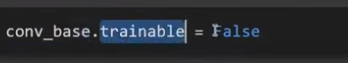 conv_base.trainable = False